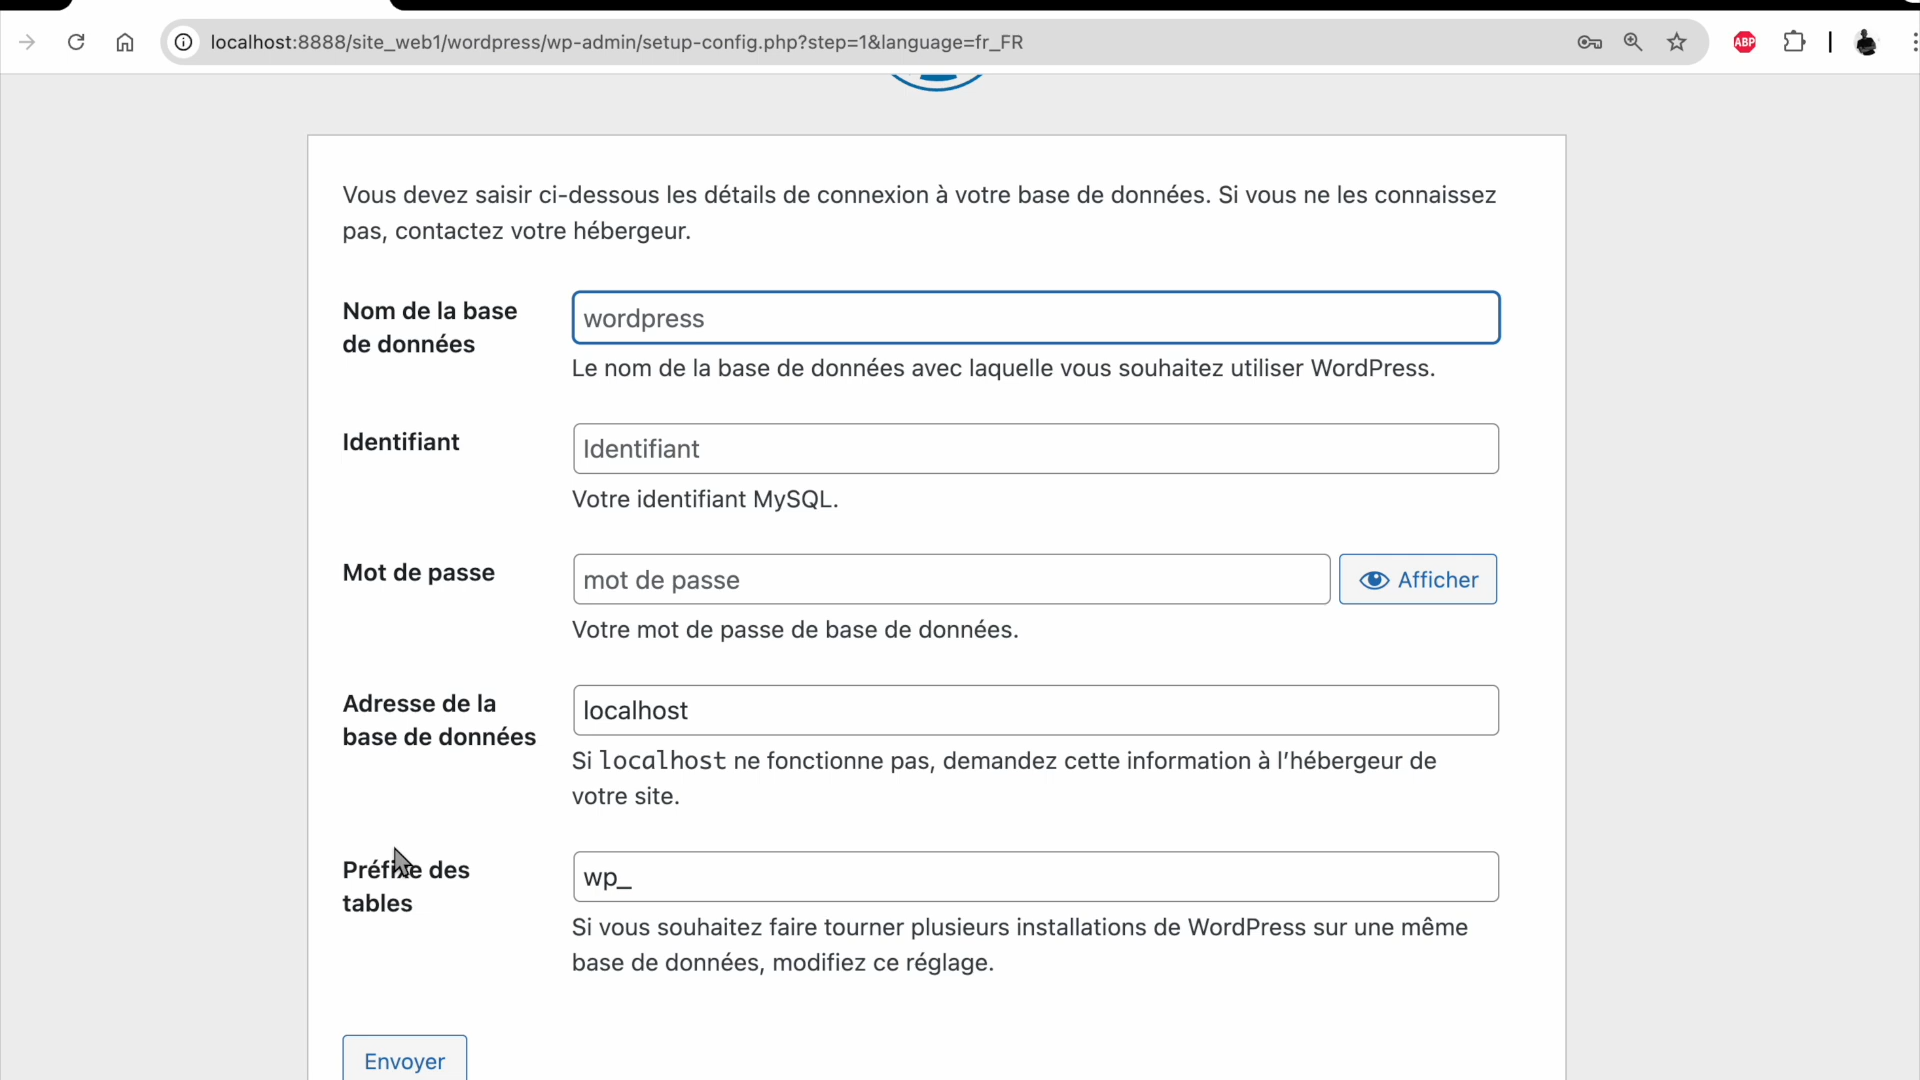 localhost:8888/site_web1/wordpress/wp-admin/setup-config.php?step=1&language=fr_FR
ABP
Vous devez saisir ci-dessous les détails de connexion à votre base de données. Si vous ne les connaissez
pas, contactez votre hébergeur.
Nom de la base
de données
wordpress
Le nom de la base de données avec laquelle vous souhaitez utiliser WordPress.
Identifiant
Identifiant
Votre identifiant MySQL.
Mot de passe
mot de passe
Afficher
Votre mot de passe de base de données.
Adresse de la
base de données
localhost
Si localhost ne fonctionne pas, demandez cette information à l’hébergeur de
votre site.
Préfixe des
tables
wp_
Si vous souhaitez faire tourner plusieurs installations de WordPress sur une même
base de données, modifiez ce réglage.
Envoyer